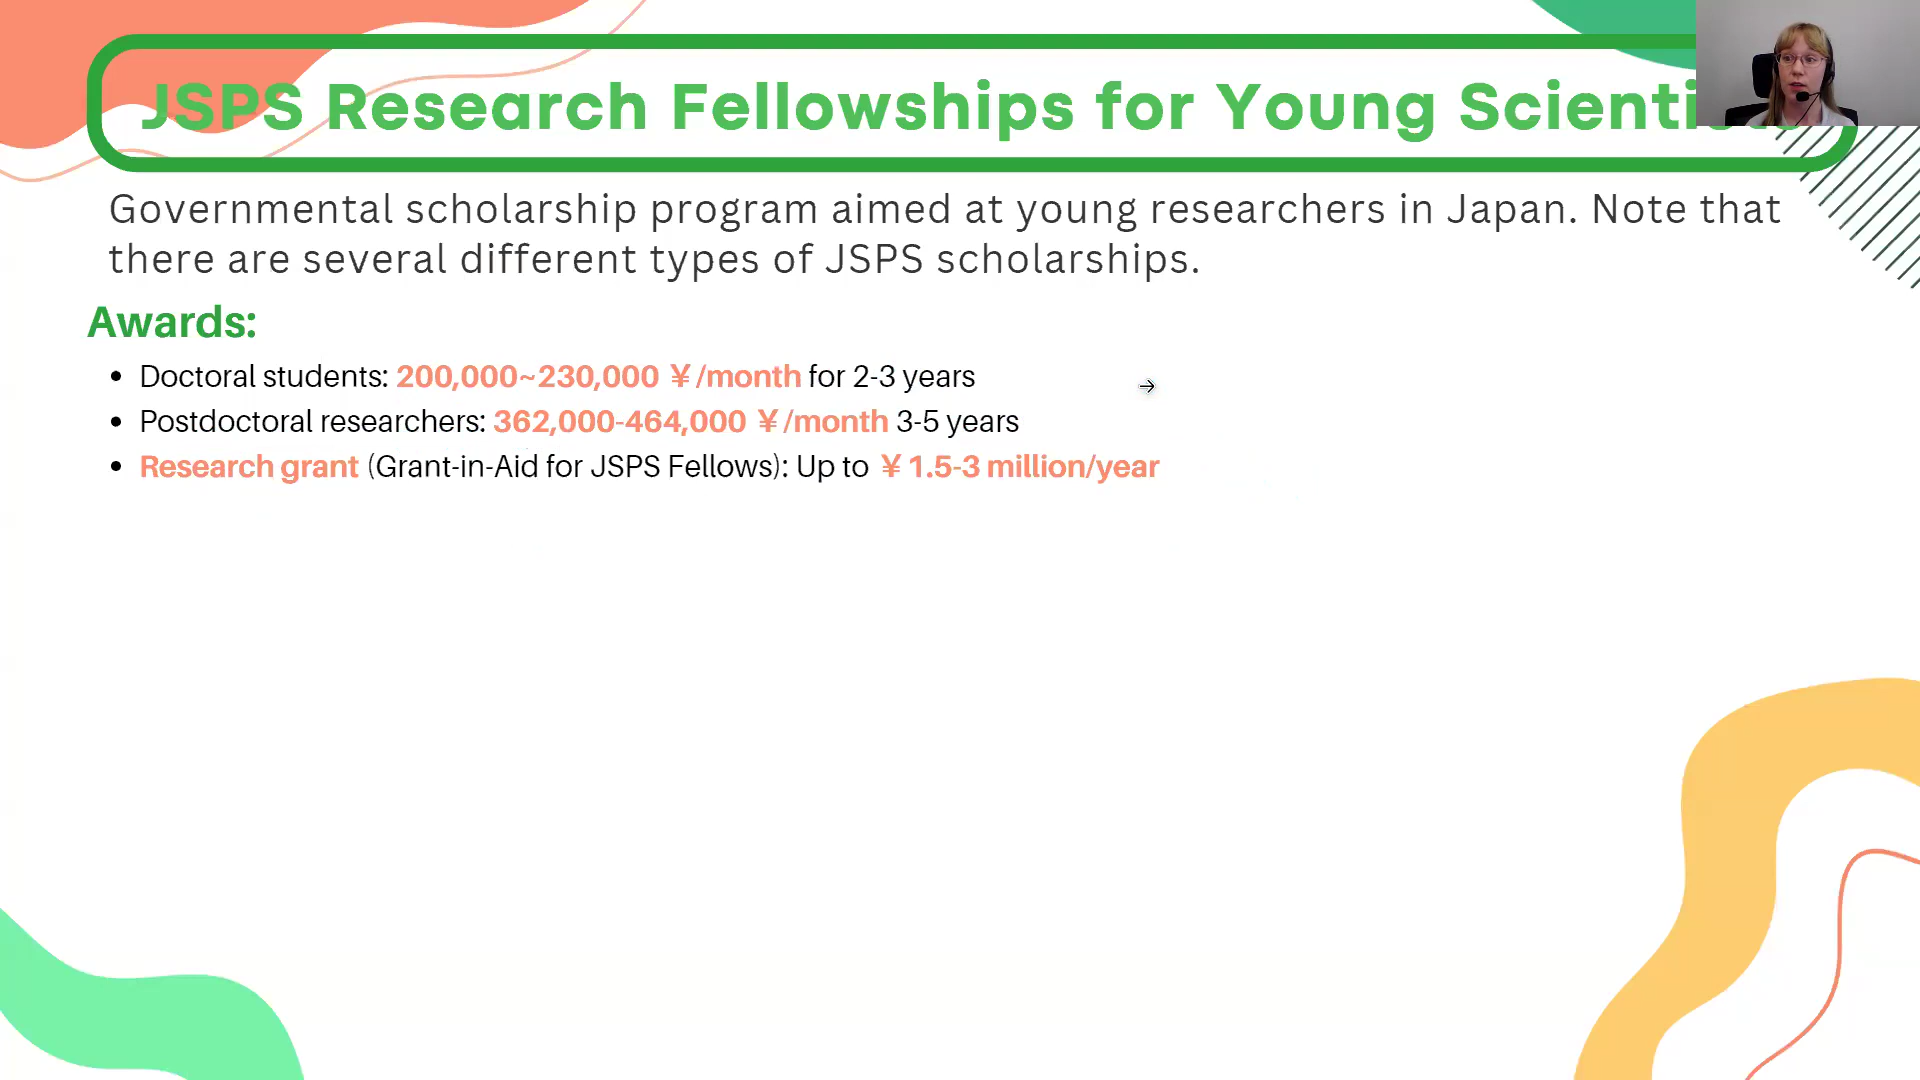 JSPS Research Fellowships for Young
Governmental scholarship program aimed at young researchers in Japan. Note that
there are several different types of JSPS scholarships.
Awards:
• Doctoral students: 200,000~230,000 ¥/month for 2-3 years
• Postdoctoral researchers: 362,000-464,000 ¥/month 3-5 years
• Research grant (Grant-in-Aid for JSPS Fellows): Up to ¥1.5-3 million/year